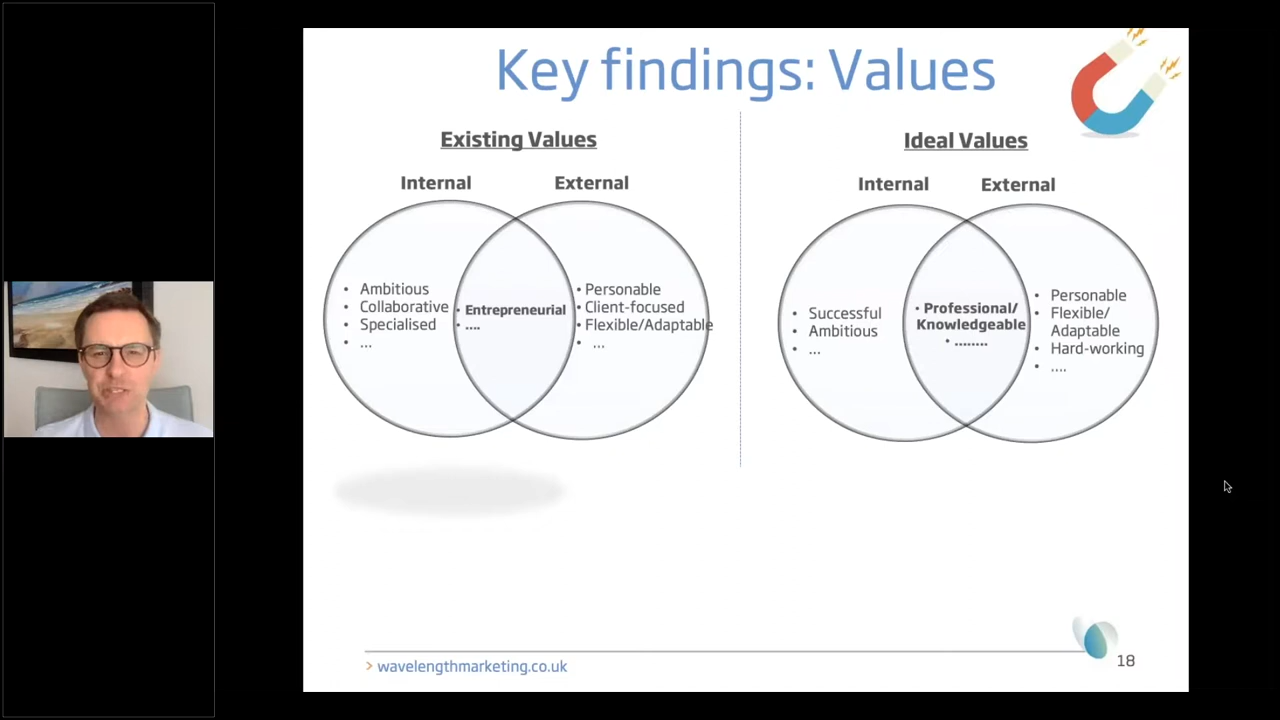 Key findings: Values
Existing Values
Internal
External
• Ambitious
• Collaborative
• Specialised
• ...
• Entrepreneurial
• ....
• Personable
• Client-focused
• Flexible/Adaptable
• ...
Ideal Values
Internal
External
• Successful
• Ambitious
• ...
• Professional/
Knowledgeable
• ........
• Personable
• Flexible/
Adaptable
• Hard-working
• ....
> wavelengthmarketing.co.uk
18